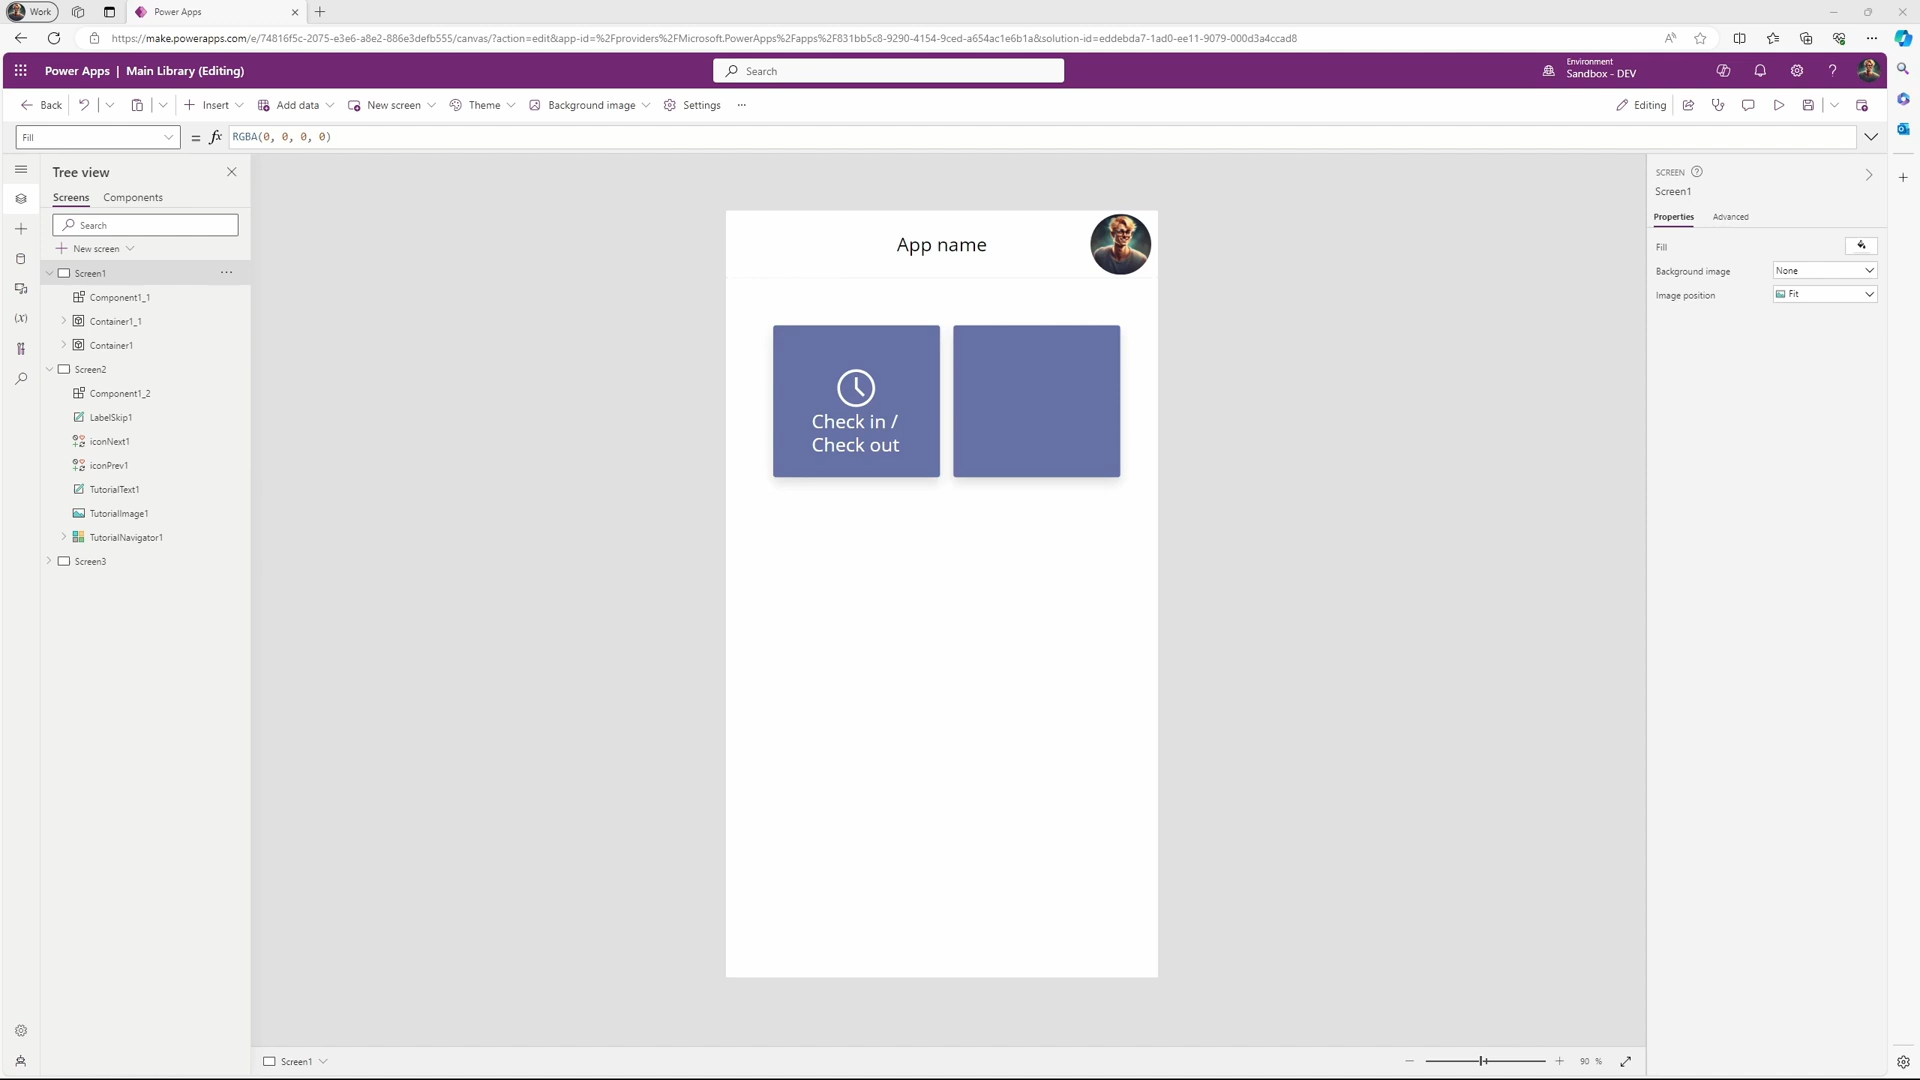 Work
Power Apps
https://make.powerapps.com/e/74816f5c-2075-e3e6-a8e2-886e3defb555/canvas/?action=edit&app-id=%2Fproviders%2FMicrosoft.PowerApps%2Fapps%2F831bb5c8-9290-4154-9ced-a654ac1e6b1a&solution-id=eddebda7-1ad0-ee11-9079-000d3a4ccad8
Power Apps | Main Library (Editing)
Search
Environment
Sandbox - DEV
Back
Insert
Add data
New screen
Theme
Background image
Settings
Editing
Fill
= fx RGBA(0, 0, 0, 0)
Tree view
Screens
Components
Search
New screen
Screen1
Component1_1
Container1_1
Container1
Screen2
Component1_2
LabelSkip1
iconNext1
iconPrev1
TutorialText1
TutorialImage1
TutorialNavigator1
Screen3
App name
Check in /
Check out
SCREEN
Screen1
Properties
Advanced
Fill
Background image
None
Image position
Fit
Screen1
90 %